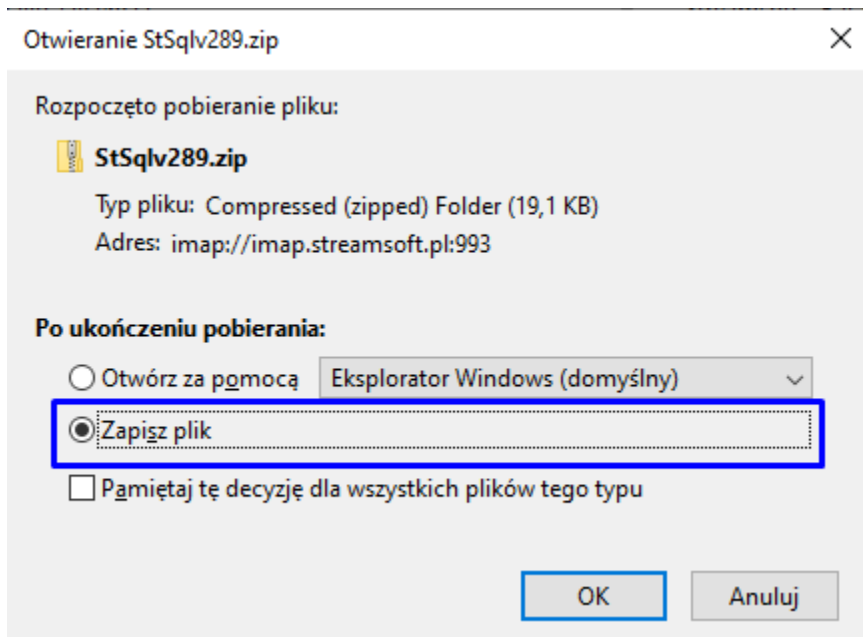 Otwieranie StSqlv289.zip
Rozpoczęto pobieranie pliku:
StSqlv289.zip
Typ pliku: Compressed (zipped) Folder (19,1 KB)
Adres: imap://imap.streamsoft.pl:993
Po ukończeniu pobierania:
Otwórz za pomocą Eksplorator Windows (domyślny)
Zapisz plik
Pamiętaj tę decyzję dla wszystkich plików tego typu
OK Anuluj